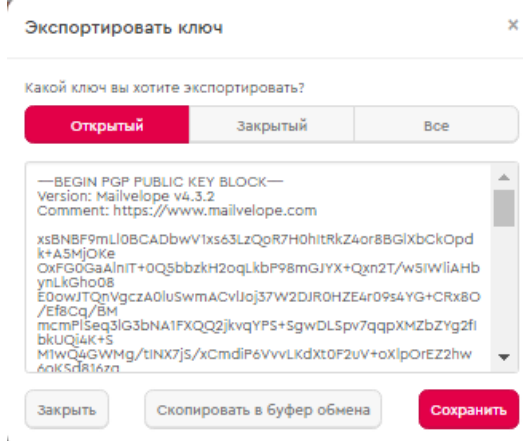 Экспортировать ключ ×
Какой ключ вы хотите экспортировать?
Открытый Закрытый Все
—BEGIN PGP PUBLIC KEY BLOCK—
Version: Mailvelope v4.3.2
Comment: https://www.mailvelope.com
xsBNBF9mLl0BCADbwV1xs63LzQoR7H0hItRkZ4or8BGlXbCkOpd
k+A5MjOKe
OxFG0GaAlnIT+0Q5bbzkH2oqLkbP98mGJYX+Qxn2T/w5IWliAHb
ynLkGho08
E0owJTQnVgczA0luSwmACvlJoj37W2DJR0HZE4r09s4YG+CRxBO
/Ef8Cq/BM
mcmPlSeq3lG3bNA1FXQQ2jkvqYPS+SgwDLSpv7qqpXMZbZYg2fI
bkUQi4K+S
M1wQ4GWMg/tINX7jS/xCmdiP6VvvLKdXt0F2uV+oXlpOrEZ2hw
6oKSd816zg
Закрыть Скопировать в буфер обмена Сохранить